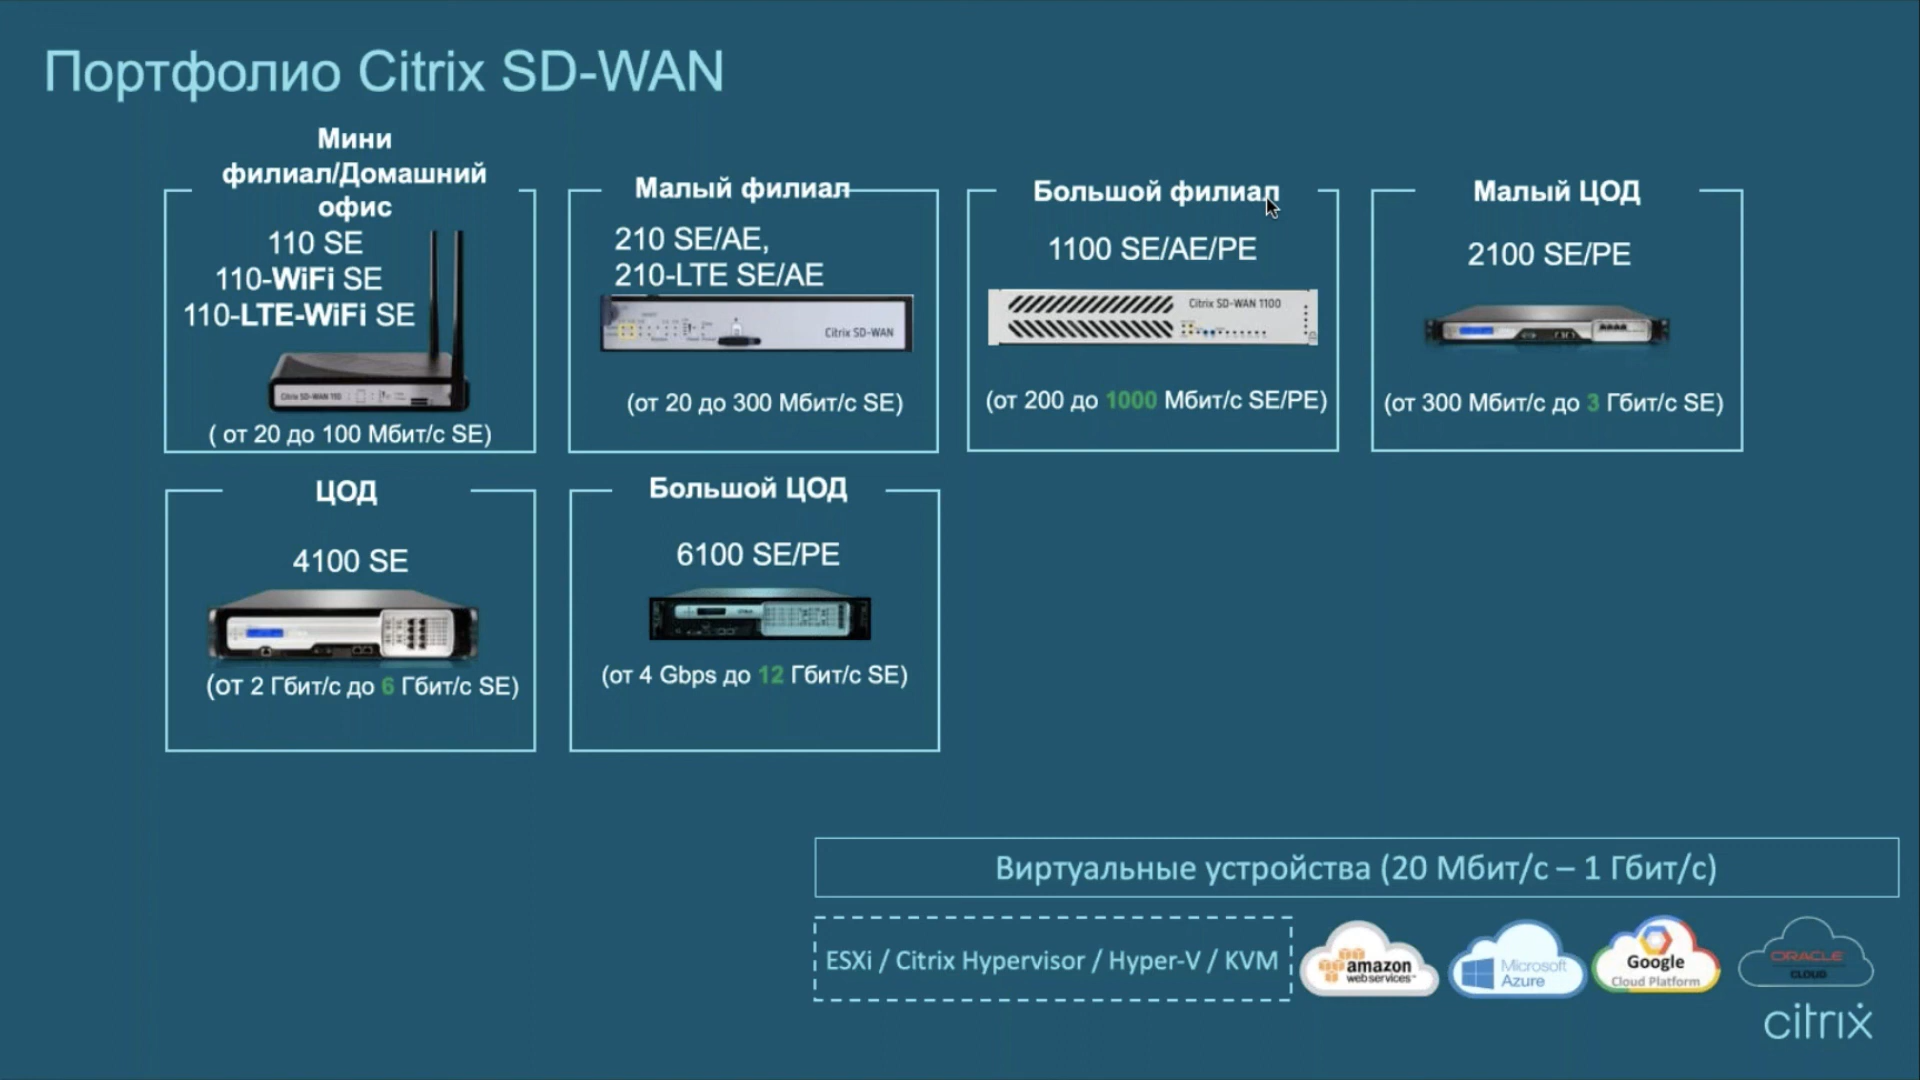 Портфолио Citrix SD-WAN
Мини
филиал/Домашний
офис
110 SE
110-WiFi SE
110-LTE-WiFi SE
Citrix SD-WAN 110
( от 20 до 100 Мбит/с SE)
Малый филиал
210 SE/AE,
210-LTE SE/AE
Citrix SD-WAN
(от 20 до 300 Мбит/с SE)
Большой филиал
1100 SE/AE/PE
Citrix SD-WAN 1100
(от 200 до 1000 Мбит/с SE/PE)
Малый ЦОД
2100 SE/PE
(от 300 Мбит/с до 3 Гбит/с SE)
ЦОД
4100 SE
(от 2 Гбит/с до 6 Гбит/с SE)
Большой ЦОД
6100 SE/PE
(от 4 Gbps до 12 Гбит/с SE)
Виртуальные устройства (20 Мбит/с – 1 Гбит/с)
ESXi / Citrix Hypervisor / Hyper-V / KVM
amazon
webservices™
Microsoft
Azure
Google
Cloud Platform
ORACLE
CLOUD
citrix